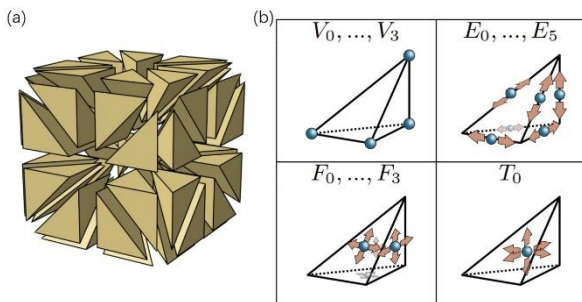 (a)
(b)
V₀, ..., V₃
E₀, ..., E₅
F₀, ..., F₃
T₀